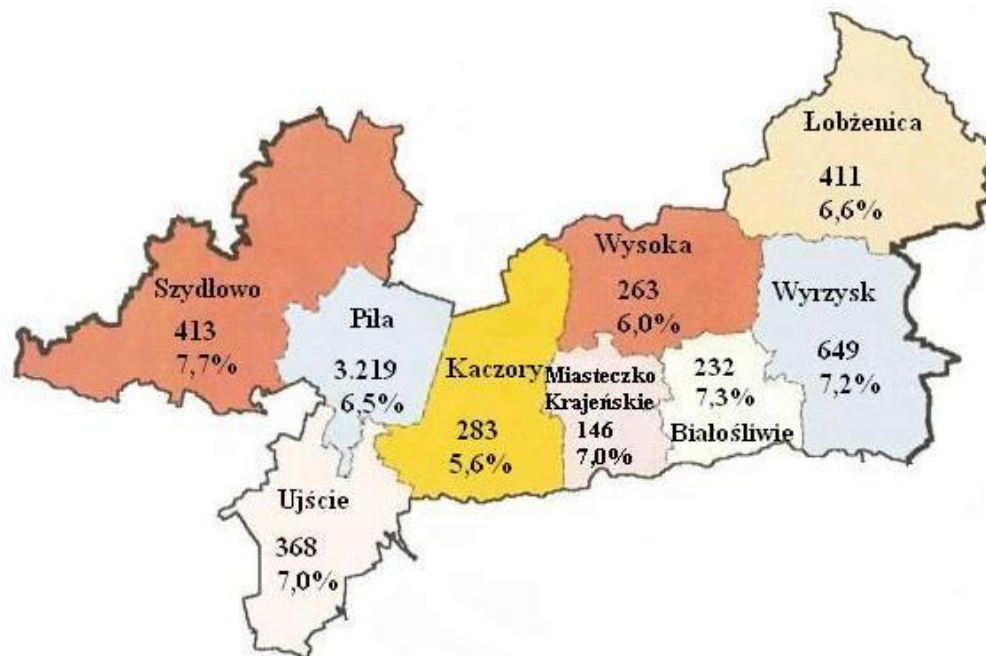 Łobżenica
411
6,6%
Wysoka
263
6,0%
Wyrzysk
649
7,2%
Szydłowo
413
7,7%
Piła
3.219
6,5%
Kaczory
283
5,6%
Miasteczko
Krajeńskie
146
7,0%
232
7,3%
Białośliwie
Ujście
368
7,0%